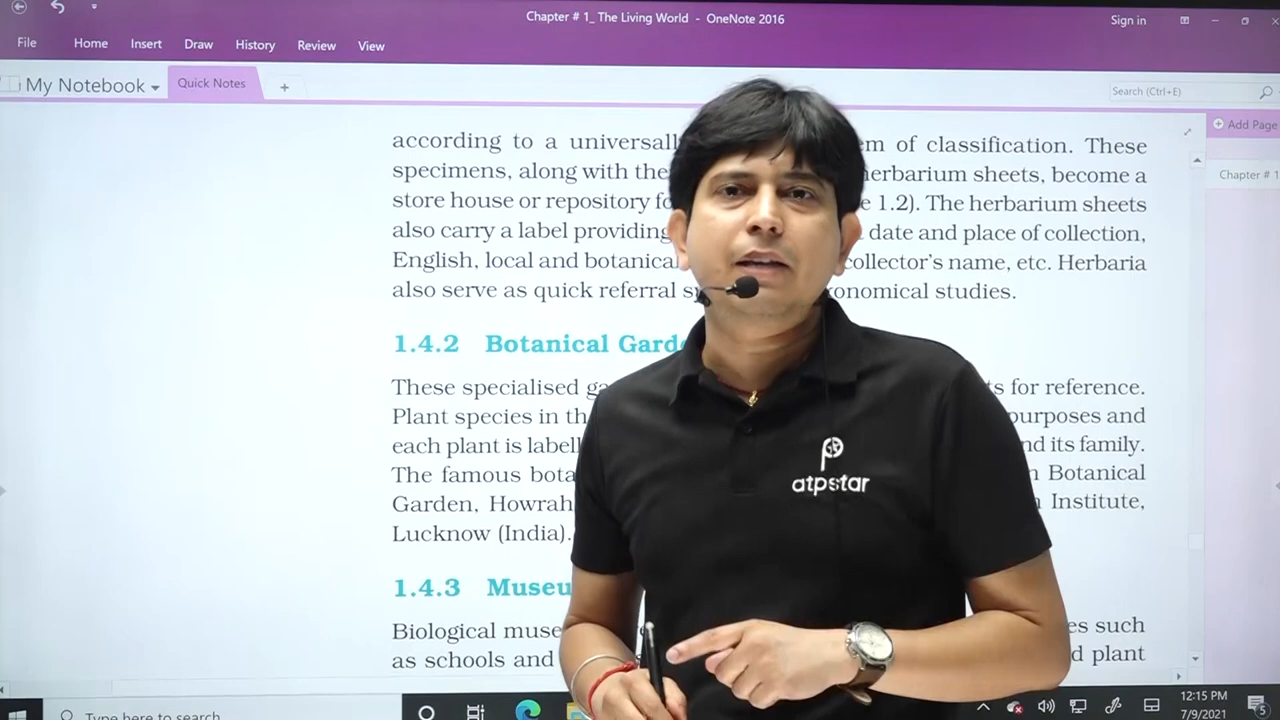 Chapter # 1_ The Living World - OneNote 2016
Sign in
File Home Insert Draw History Review View
My Notebook Quick Notes +
Search (Ctrl+E)
Add Page
Chapter # 1
according to a universall em of classification. These
specimens, along with the erbarium sheets, become a
store house or repository fo e 1.2). The herbarium sheets
also carry a label providing date and place of collection,
English, local and botanical collector's name, etc. Herbaria
also serve as quick referral s onomical studies.
1.4.2 Botanical Gard
These specialised ga ts for reference.
Plant species in th purposes and
each plant is labell nd its family.
The famous bota n Botanical
Garden, Howrah Institute,
Lucknow (India).
1.4.3 Museu
Biological muse es such
as schools and d plant
atpstar
Type here to search
12:15 PM
7/9/2021
5